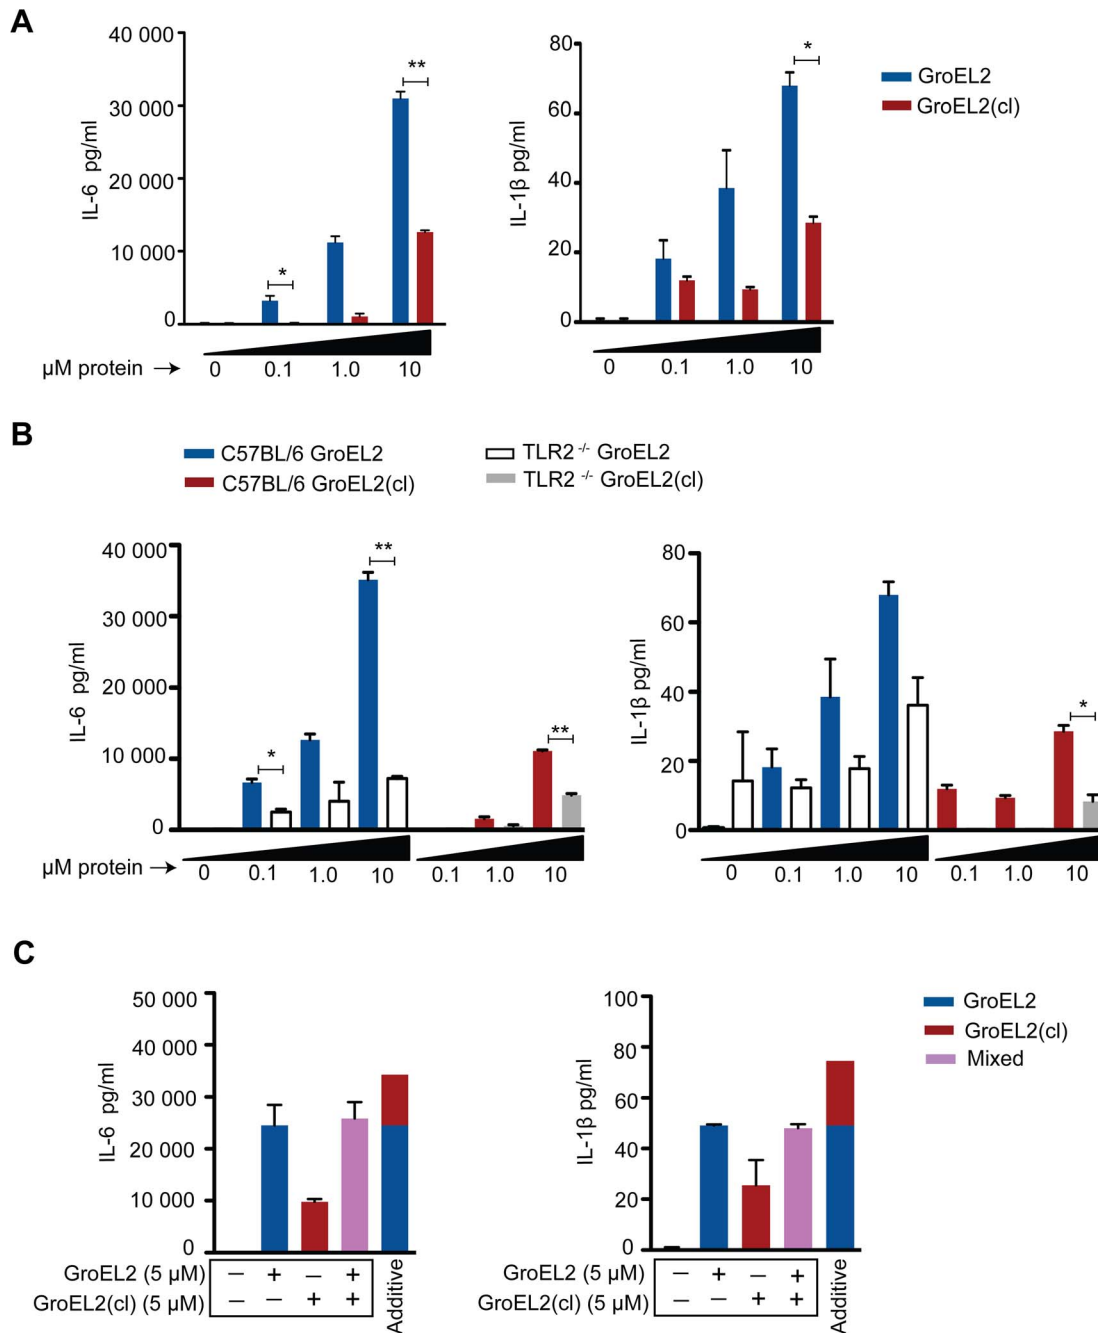 A
IL-6 pg/ml
40 000
30 000
20 000
10 000
0
*
**
µM protein →
0 0.1 1.0 10
IL-1β pg/ml
80
60
40
20
0
*
0 0.1 1.0 10
GroEL2
GroEL2(cl)
B
C57BL/6 GroEL2
C57BL/6 GroEL2(cl)
TLR2 -/- GroEL2
TLR2 -/- GroEL2(cl)
IL-6 pg/ml
40 000
30 000
20 000
10 000
0
*
**
**
µM protein →
0 0.1 1.0 10 0.1 1.0 10
IL-1β pg/ml
80
60
40
20
0
*
0 0.1 1.0 10 0.1 1.0 10
C
IL-6 pg/ml
50 000
40 000
30 000
20 000
10 000
0
GroEL2 (5 µM) – + – +
GroEL2(cl) (5 µM) – – + +
Additive
IL-1β pg/ml
100
80
60
40
20
0
GroEL2 (5 µM) – + – +
GroEL2(cl) (5 µM) – – + +
Additive
GroEL2
GroEL2(cl)
Mixed